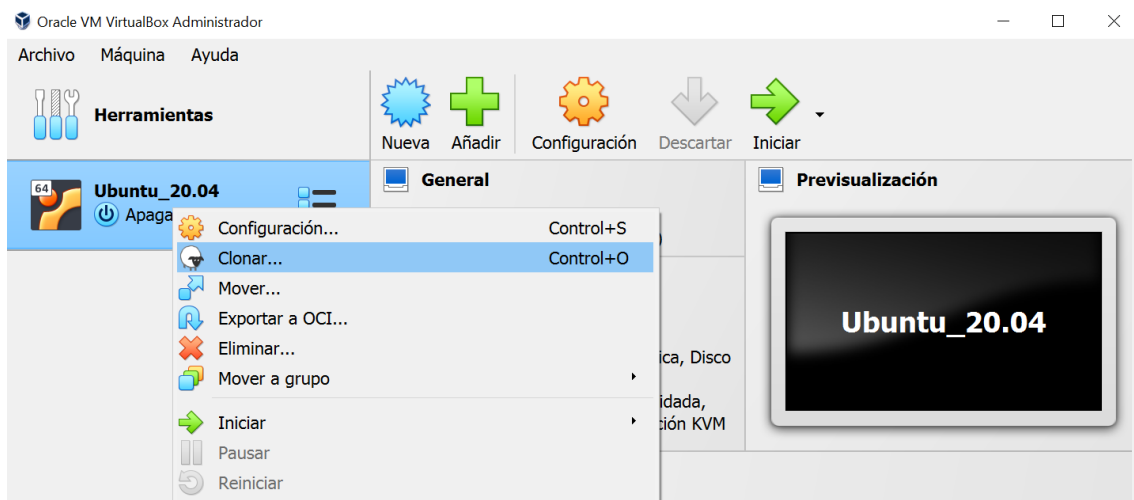 Oracle VM VirtualBox Administrador
Archivo Máquina Ayuda
Herramientas
Nueva Añadir Configuración Descartar Iniciar
64
Ubuntu_20.04
Apaga
General
Previsualización
Configuración... Control+S
Clonar... Control+O
Mover...
Exportar a OCI...
Eliminar...
Mover a grupo
Iniciar
Pausar
Reiniciar
)
ica, Disco
idada,
ción KVM
Ubuntu_20.04